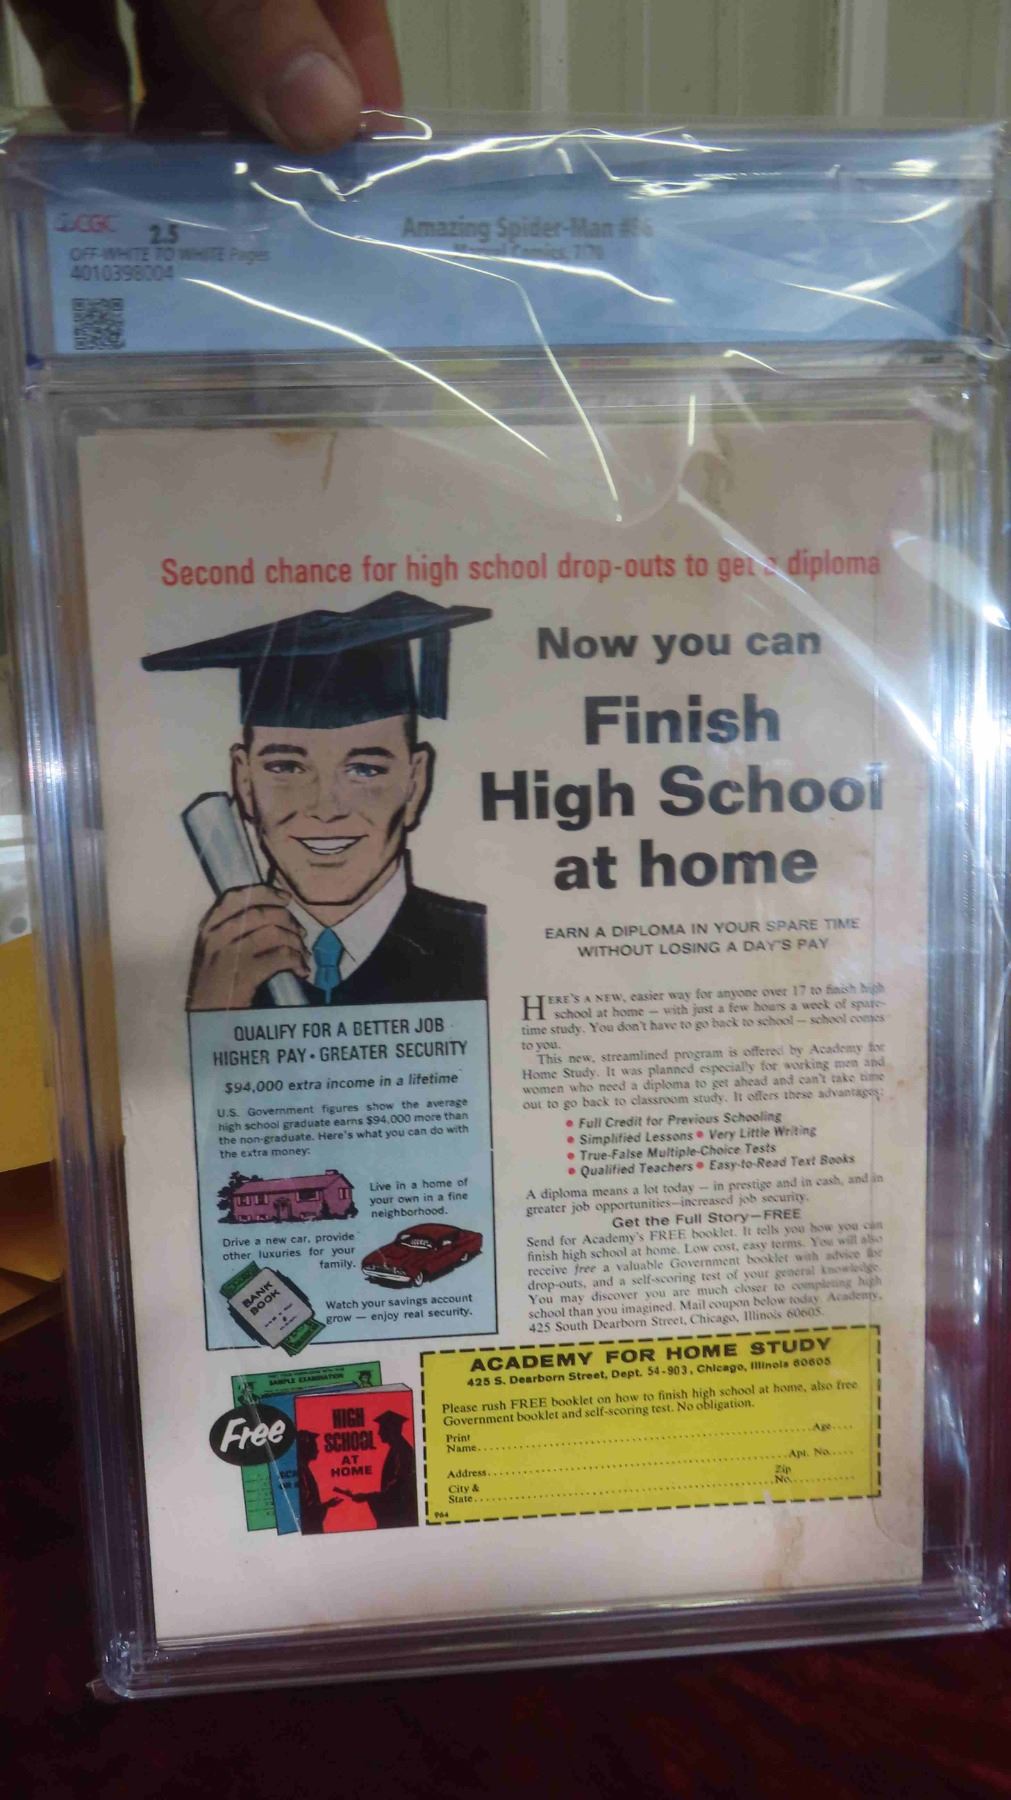 CGC
2.5
OFF-WHITE TO WHITE Pages
4010398004
Amazing Spider-Man #86
Marvel Comics, 7/70
Second chance for high school drop-outs to get a diploma
Now you can
Finish
High School
at home
EARN A DIPLOMA IN YOUR SPARE TIME
WITHOUT LOSING A DAY'S PAY
HERE'S A NEW, easier way for anyone over 17 to finish high
school at home — with just a few hours a week of spare-
time study. You don't have to go back to school — school comes
to you.
This new, streamlined program is offered by Academy for
Home Study. It was planned especially for working men and
women who need a diploma to get ahead and can't take time
out to go back to classroom study. It offers these advantages:
• Full Credit for Previous Schooling
• Simplified Lessons • Very Little Writing
• True-False Multiple-Choice Tests
• Qualified Teachers • Easy-to-Read Text Books
A diploma means a lot today — in prestige and in cash, and in
greater job opportunities—increased job security.
Get the Full Story—FREE
Send for Academy's FREE booklet. It tells you how you can
finish high school at home. Low cost, easy terms. You will also
receive free a valuable Government booklet with advice for
drop-outs, and a self-scoring test of your general knowledge.
You may discover you are much closer to completing high
school than you imagined. Mail coupon below today. Academy,
425 South Dearborn Street, Chicago, Illinois 60605.
QUALIFY FOR A BETTER JOB
HIGHER PAY • GREATER SECURITY
$94,000 extra income in a lifetime
U.S. Government figures show the average
high school graduate earns $94,000 more than
the non-graduate. Here's what you can do with
the extra money:
Live in a home of
your own in a fine
neighborhood.
Drive a new car, provide
other luxuries for your
family.
BANK
BOOK
Watch your savings account
grow — enjoy real security.
SAMPLE EXAMINATION
Free
HIGH
SCHOOL
AT
HOME
ACADEMY FOR HOME STUDY
425 S. Dearborn Street, Dept. 54-903, Chicago, Illinois 60605
Please rush FREE booklet on how to finish high school at home, also free
Government booklet and self-scoring test. No obligation.
Print
Name.......... Age....
Apt. No.....
Address..........
Zip
No..........
City &
State..........
964